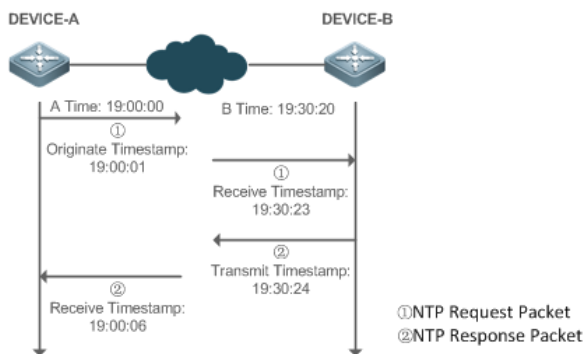 DEVICE-A
DEVICE-B
A Time: 19:00:00
B Time: 19:30:20
①
Originate Timestamp:
19:00:01
①
Receive Timestamp:
19:30:23
②
Transmit Timestamp:
19:30:24
②
Receive Timestamp:
19:00:06
①NTP Request Packet
②NTP Response Packet